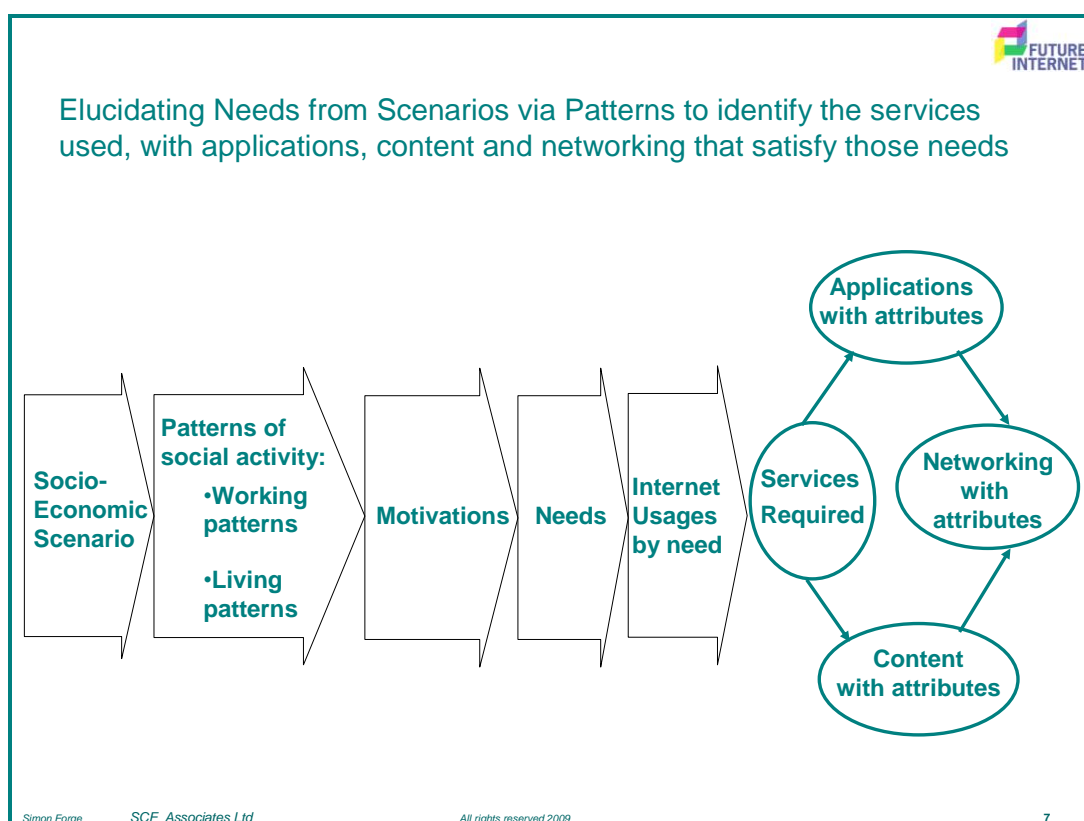 FUTURE
INTERNET
Elucidating Needs from Scenarios via Patterns to identify the services
used, with applications, content and networking that satisfy those needs
Socio-
Economic
Scenario
Patterns of
social activity:
•Working
patterns
•Living
patterns
Motivations
Needs
Internet
Usages
by need
Services
Required
Applications
with attributes
Networking
with
attributes
Content
with attributes
Simon Forge SCF Associates Ltd All rights reserved 2009 7